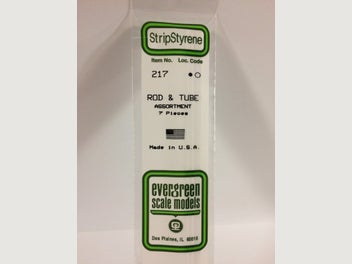 StripStyrene
Item No. Loc. Code
217
ROD & TUBE
ASSORTMENT
7 Pieces
Made in U.S.A.
evergreen
scale models
Des Plaines, IL 60018